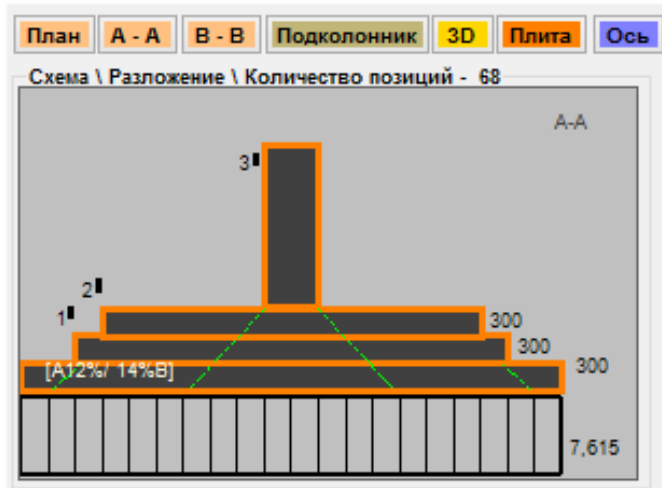 План А - А В - В Подколонник 3D Плита Ось
Схема \ Разложение \ Количество позиций - 68
А-А
3
2
1
300
300
300
[А12%/ 14%В]
7,615